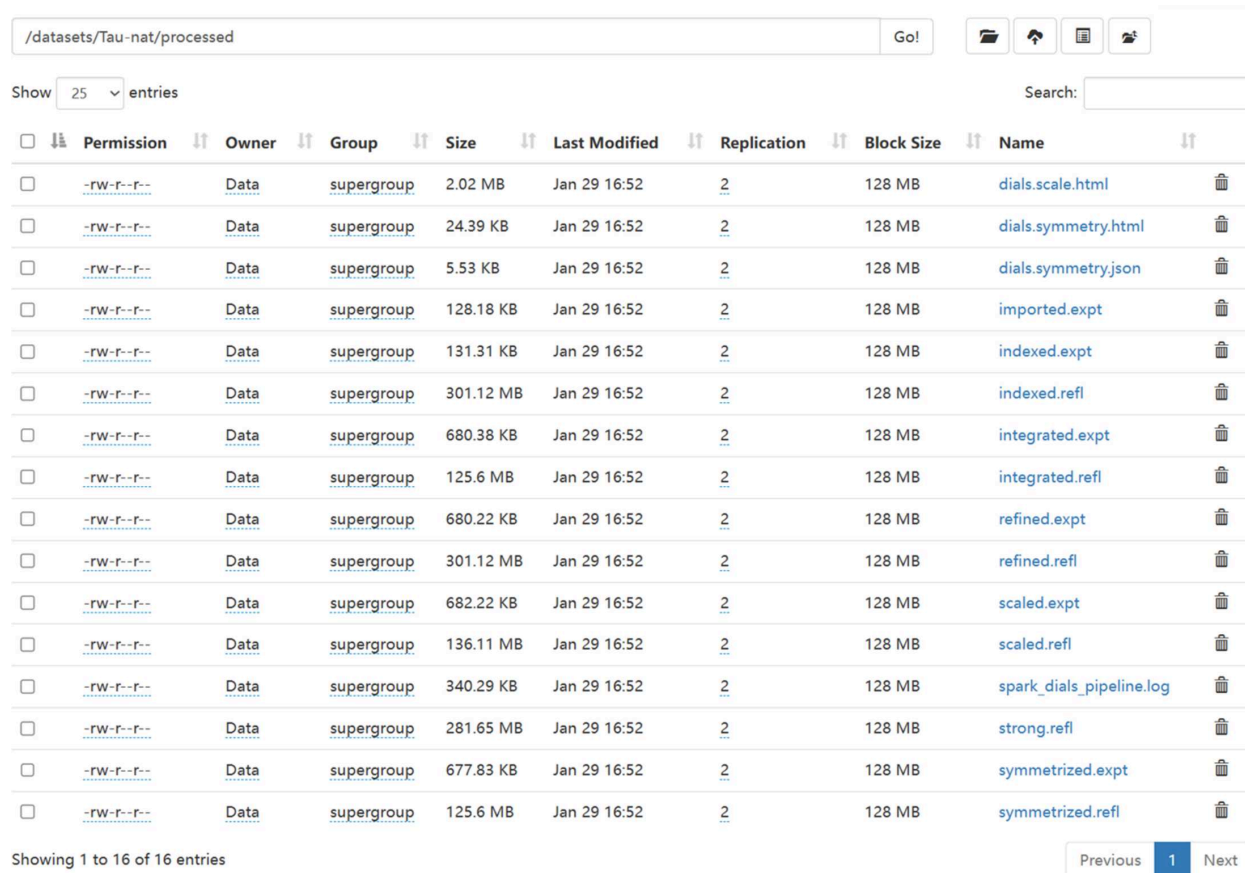 /datasets/Tau-nat/processed Go!
Show 25 entries Search:
Permission Owner Group Size Last Modified Replication Block Size Name
-rw-r--r-- Data supergroup 2.02 MB Jan 29 16:52 2 128 MB dials.scale.html
-rw-r--r-- Data supergroup 24.39 KB Jan 29 16:52 2 128 MB dials.symmetry.html
-rw-r--r-- Data supergroup 5.53 KB Jan 29 16:52 2 128 MB dials.symmetry.json
-rw-r--r-- Data supergroup 128.18 KB Jan 29 16:52 2 128 MB imported.expt
-rw-r--r-- Data supergroup 131.31 KB Jan 29 16:52 2 128 MB indexed.expt
-rw-r--r-- Data supergroup 301.12 MB Jan 29 16:52 2 128 MB indexed.refl
-rw-r--r-- Data supergroup 680.38 KB Jan 29 16:52 2 128 MB integrated.expt
-rw-r--r-- Data supergroup 125.6 MB Jan 29 16:52 2 128 MB integrated.refl
-rw-r--r-- Data supergroup 680.22 KB Jan 29 16:52 2 128 MB refined.expt
-rw-r--r-- Data supergroup 301.12 MB Jan 29 16:52 2 128 MB refined.refl
-rw-r--r-- Data supergroup 682.22 KB Jan 29 16:52 2 128 MB scaled.expt
-rw-r--r-- Data supergroup 136.11 MB Jan 29 16:52 2 128 MB scaled.refl
-rw-r--r-- Data supergroup 340.29 KB Jan 29 16:52 2 128 MB spark_dials_pipeline.log
-rw-r--r-- Data supergroup 281.65 MB Jan 29 16:52 2 128 MB strong.refl
-rw-r--r-- Data supergroup 677.83 KB Jan 29 16:52 2 128 MB symmetrized.expt
-rw-r--r-- Data supergroup 125.6 MB Jan 29 16:52 2 128 MB symmetrized.refl
Showing 1 to 16 of 16 entries Previous 1 Next